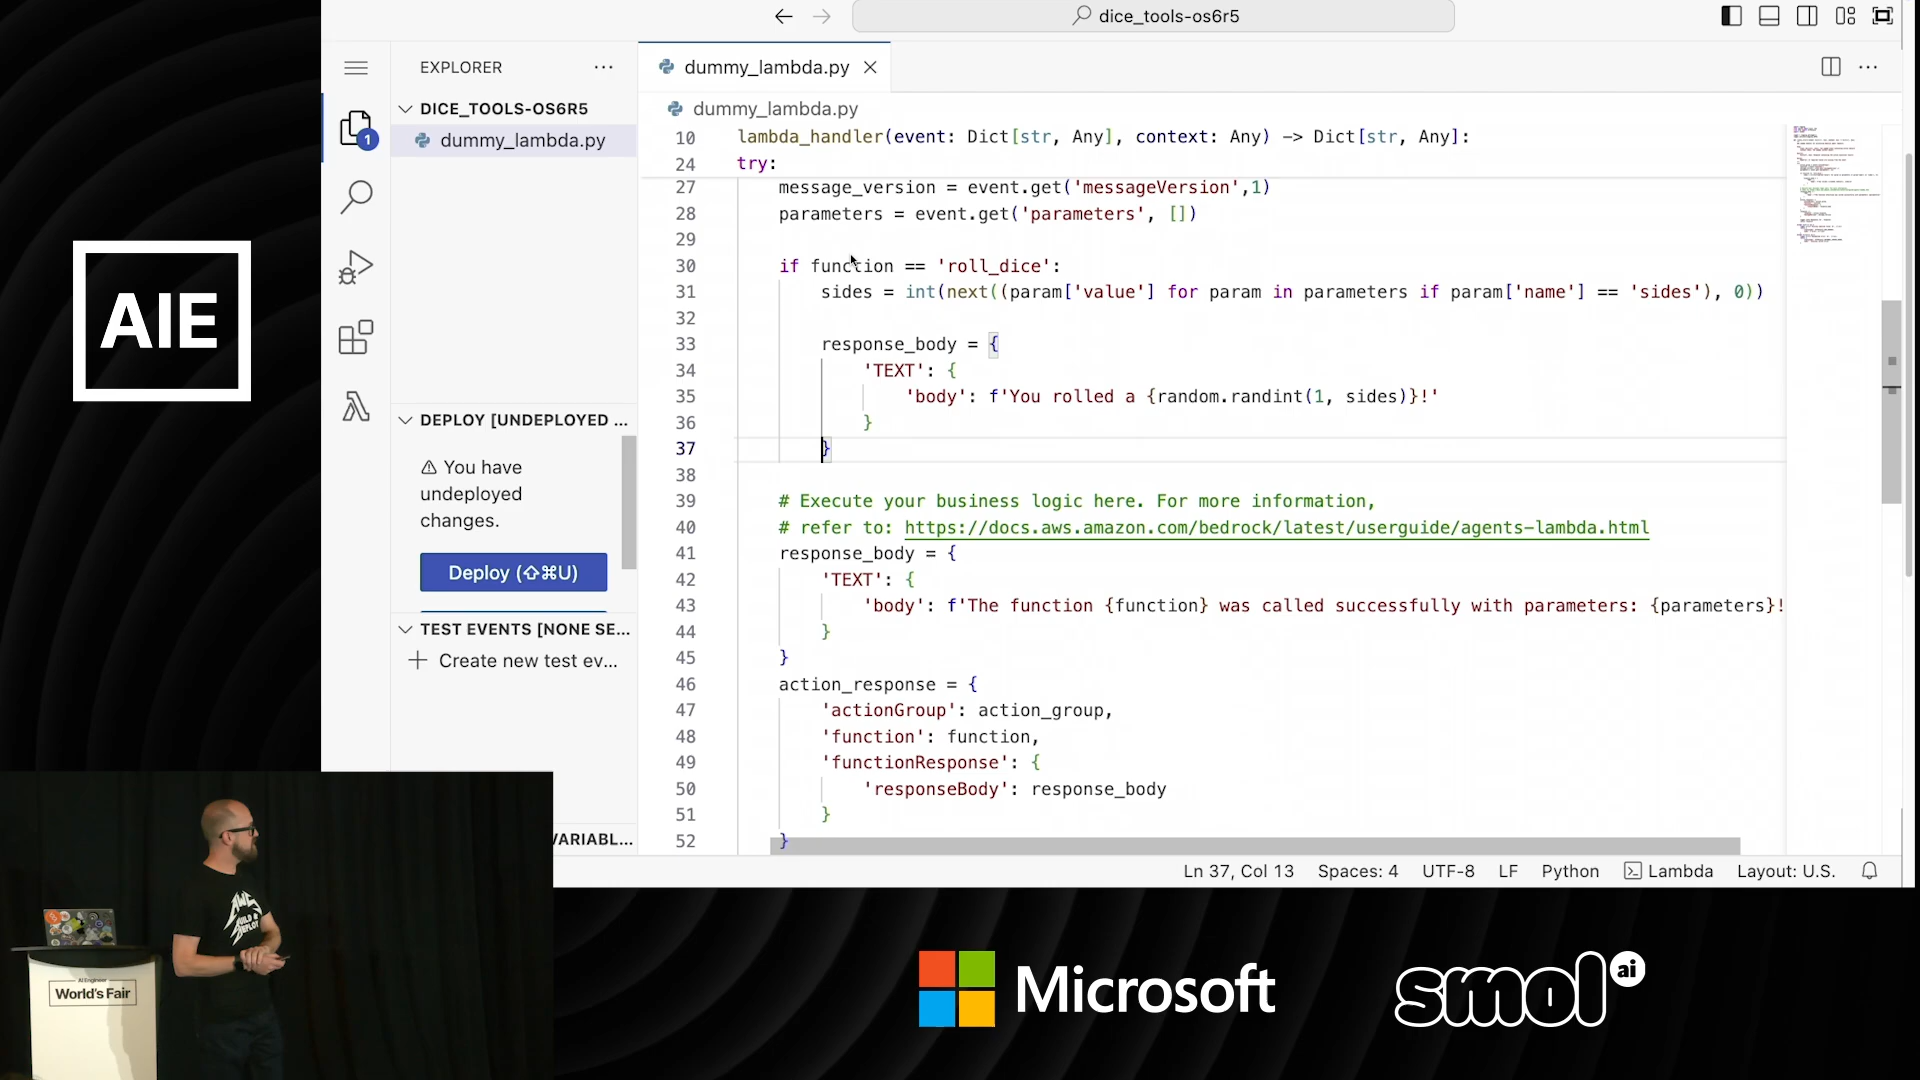 dice_tools-os6r5
EXPLORER
DICE_TOOLS-OS6R5
dummy_lambda.py
1
DEPLOY [UNDEPLOYED ...
⚠ You have
undeployed
changes.
Deploy (⇧⌘U)
TEST EVENTS [NONE SE...
+ Create new test ev...
VARIABL...
dummy_lambda.py
dummy_lambda.py
10 lambda_handler(event: Dict[str, Any], context: Any) -> Dict[str, Any]:
24 try:
27 message_version = event.get('messageVersion',1)
28 parameters = event.get('parameters', [])
29
30 if function == 'roll_dice':
31 sides = int(next((param['value'] for param in parameters if param['name'] == 'sides'), 0))
32
33 response_body = {
34 'TEXT': {
35 'body': f'You rolled a {random.randint(1, sides)}!'
36 }
37 }
38
39 # Execute your business logic here. For more information,
40 # refer to: https://docs.aws.amazon.com/bedrock/latest/userguide/agents-lambda.html
41 response_body = {
42 'TEXT': {
43 'body': f'The function {function} was called successfully with parameters: {parameters}!
44 }
45 }
46 action_response = {
47 'actionGroup': action_group,
48 'function': function,
49 'functionResponse': {
50 'responseBody': response_body
51 }
52 }
Ln 37, Col 13 Spaces: 4 UTF-8 LF Python Lambda Layout: U.S.
AIE
AWS
BUILD &
DEPLOY
AI Engineer
World's Fair
Microsoft
smol ai